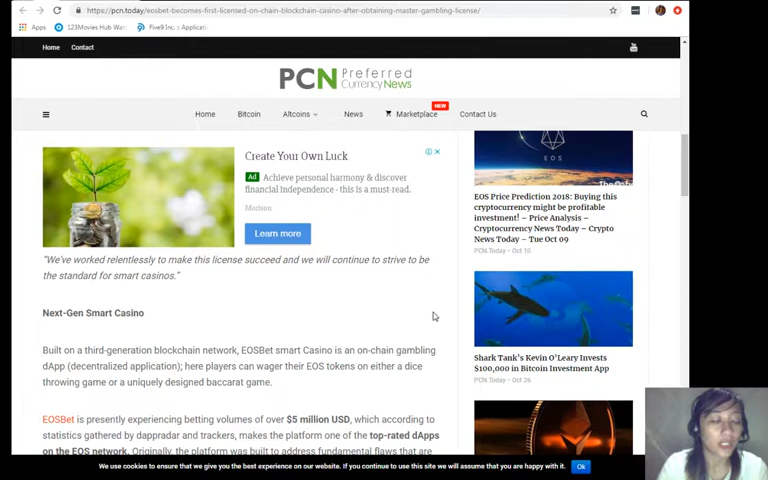 https://pcn.today/eosbet-becomes-first-licensed-on-chain-blockchain-casino-after-obtaining-master-gambling-license/
Apps
123Movies Hub Wat
Five9 Inc. : Applicati
Home
Contact
PCN Preferred
Currency News
Home
Bitcoin
Altcoins
News
Marketplace
NEW
Contact Us
Create Your Own Luck
Ad Achieve personal harmony & discover
financial independence - this is a must-read.
Morison
Learn more
“We’ve worked relentlessly to make this license succeed and we will continue to strive to be
the standard for smart casinos.”
Next-Gen Smart Casino
Built on a third-generation blockchain network, EOSBet smart Casino is an on-chain gambling
dApp (decentralized application); here players can wager their EOS tokens on either a dice
throwing game or a uniquely designed baccarat game.
EOSBet is presently experiencing betting volumes of over $5 million USD, which according to
statistics gathered by dappradar and trackers, makes the platform one of the top-rated dApps
on the EOS network. Originally, the platform was built to address fundamental flaws that are
EOS
EOS Price Prediction 2018: Buying this
cryptocurrency might be profitable
investment! – Price Analysis –
Cryptocurrency News Today – Crypto
News Today – Tue Oct 09
PCN.Today - Oct 10
Shark Tank’s Kevin O’Leary Invests
$100,000 in Bitcoin Investment App
PCN.Today - Oct 26
We use cookies to ensure that we give you the best experience on our website. If you continue to use this site we will assume that you are happy with it.
Ok